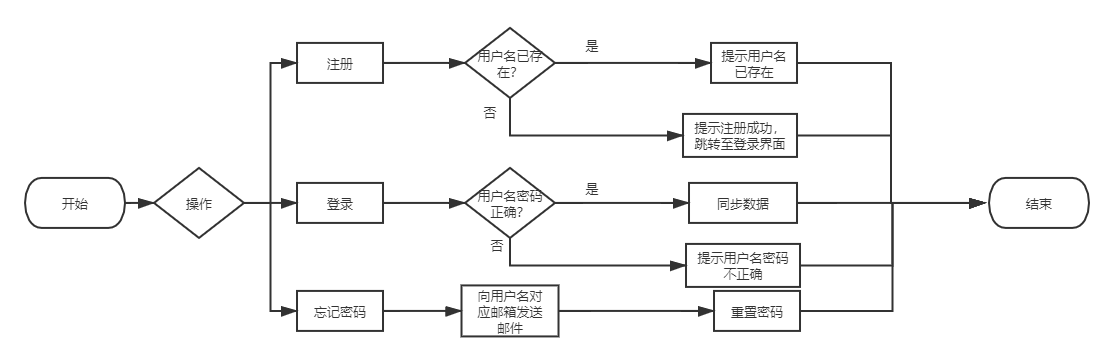 开始
操作
注册
用户名已存
在?
是
否
提示用户名
已存在
提示注册成功,
跳转至登录界面
登录
用户名密码
正确?
是
否
同步数据
提示用户名密码
不正确
忘记密码
向用户名对
应邮箱发送
邮件
重置密码
结束